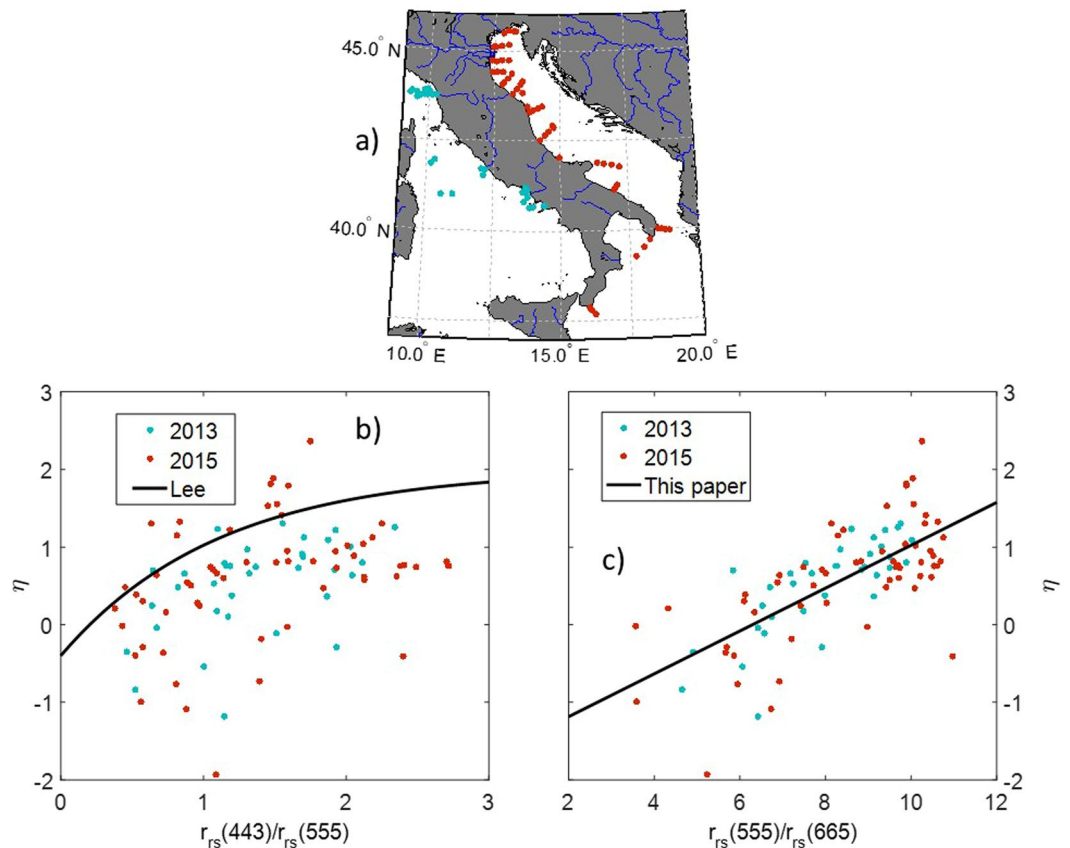 45.0° N
a)
40.0° N
10.0° E 15.0° E 20.0° E
3 2 1 0 -1 -2
η
b)
2013
2015
Lee
0 1 2 3
r_rs(443)/r_rs(555)
2013
2015
This paper
c)
3 2 1 0 -1 -2
η
2 4 6 8 10 12
r_rs(555)/r_rs(665)